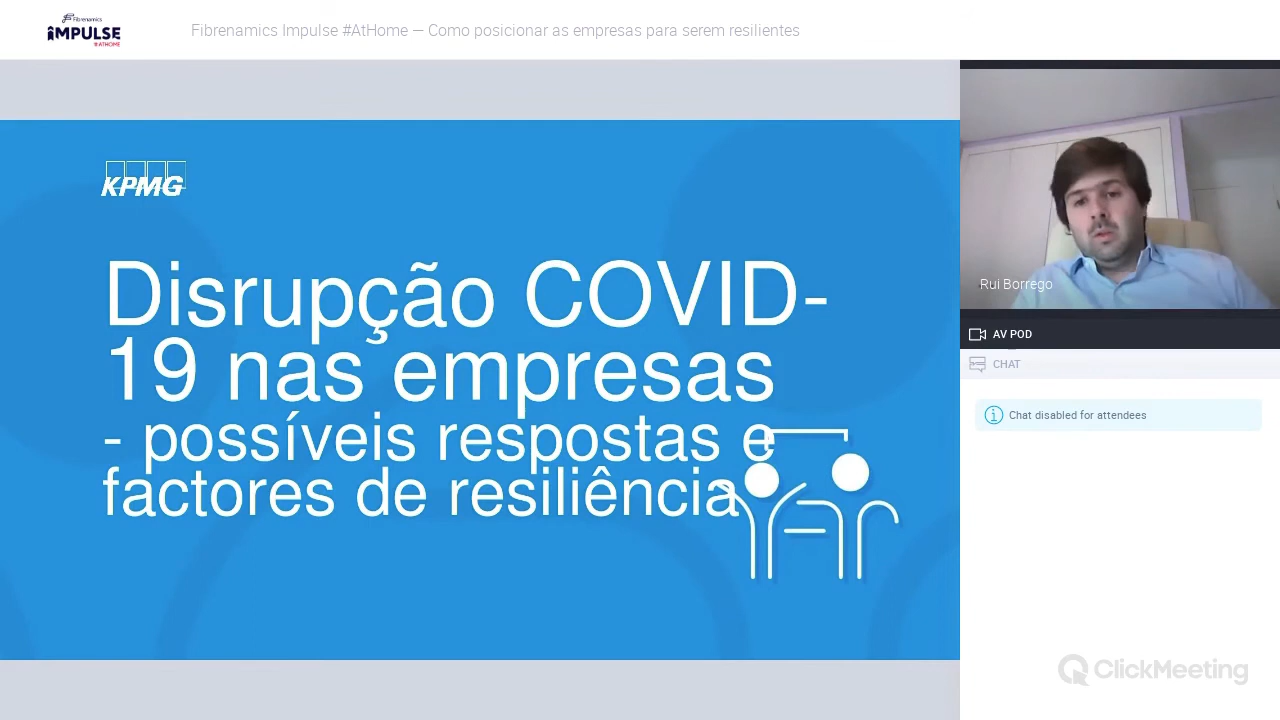 Fibrenamics
IMPULSE
#ATHOME
Fibrenamics Impulse #AtHome — Como posicionar as empresas para serem resilientes
KPMG
Disrupção COVID-
19 nas empresas
- possíveis respostas e
factores de resiliência
Rui Borrego
AV POD
CHAT
Chat disabled for attendees
ClickMeeting